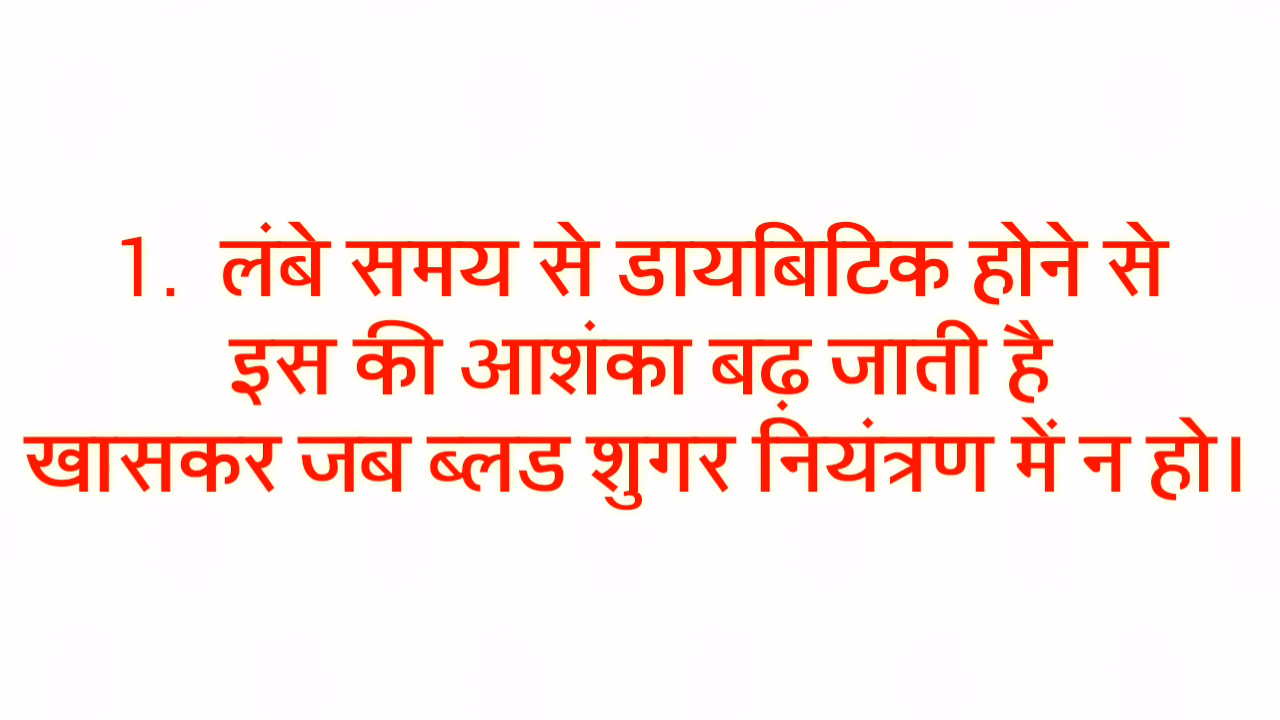 1. लंबे समय से डायबिटिक होने से
इस की आशंका बढ़ जाती है
खासकर जब ब्लड शुगर नियंत्रण में न हो।